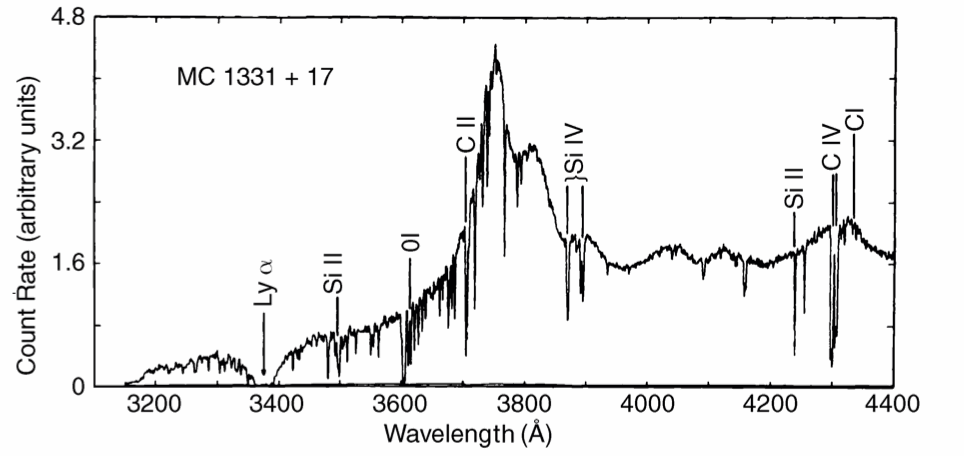 4.8
MC 1331 + 17
3.2
1.6
0
Count Rate (arbitrary units)
Ly α
Si II
0I
C II
}Si IV
Si II
C IV
CI
3200 3400 3600 3800 4000 4200 4400
Wavelength (Å)